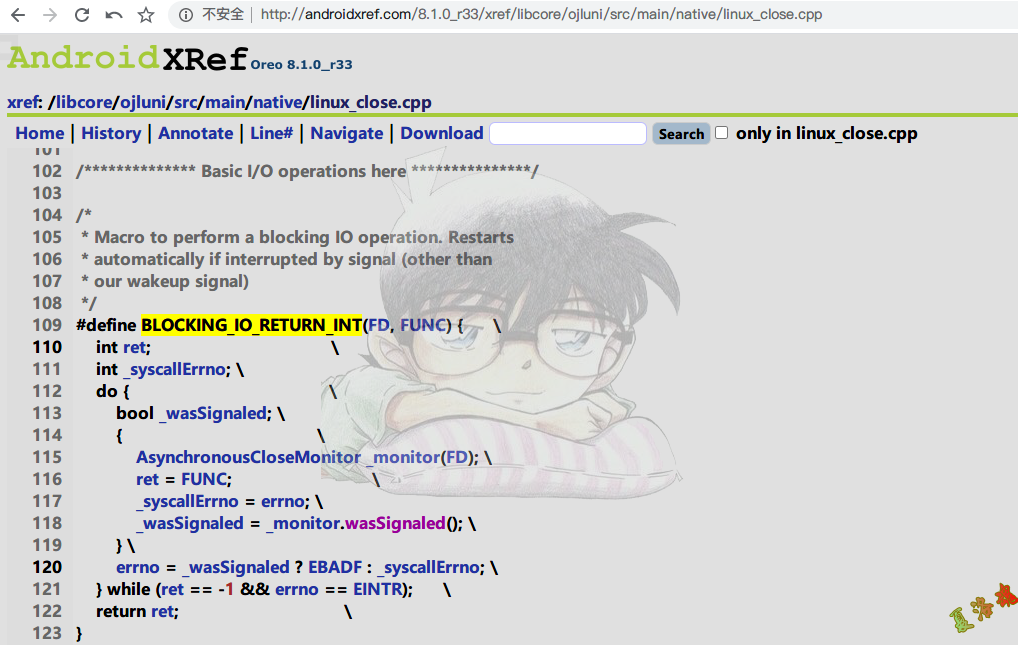 不安全 http://androidxref.com/8.1.0_r33/xref/libcore/ojluni/src/main/native/linux_close.cpp
AndroidXRef Oreo 8.1.0_r33
xref: /libcore/ojluni/src/main/native/linux_close.cpp
Home | History | Annotate | Line# | Navigate | Download Search only in linux_close.cpp
101
102 /************** Basic I/O operations here ***************/
103
104 /*
105 * Macro to perform a blocking IO operation. Restarts
106 * automatically if interrupted by signal (other than
107 * our wakeup signal)
108 */
109 #define BLOCKING_IO_RETURN_INT(FD, FUNC) { \
110 int ret; \
111 int _syscallErrno; \
112 do { \
113 bool _wasSignaled; \
114 { \
115 AsynchronousCloseMonitor _monitor(FD); \
116 ret = FUNC; \
117 _syscallErrno = errno; \
118 _wasSignaled = _monitor.wasSignaled(); \
119 } \
120 errno = _wasSignaled ? EBADF : _syscallErrno; \
121 } while (ret == -1 && errno == EINTR); \
122 return ret; \
123 }